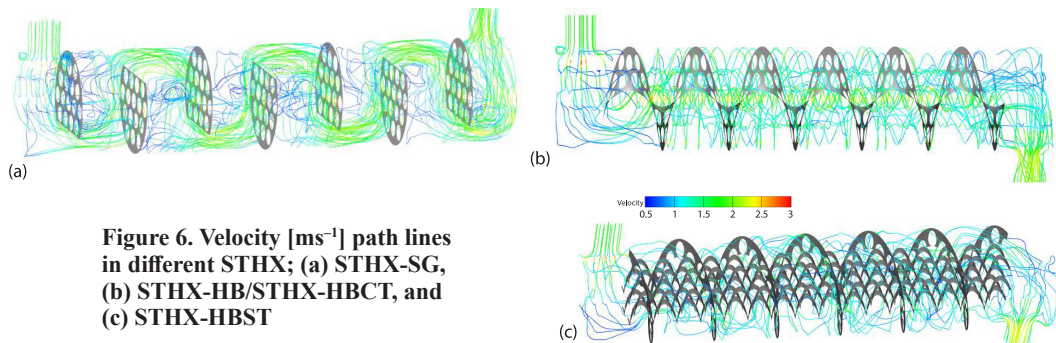 (a)
(b)
Velocity
0.5 1 1.5 2 2.5 3
(c)
Figure 6. Velocity [ms⁻¹] path lines
in different STHX; (a) STHX-SG,
(b) STHX-HB/STHX-HBCT, and
(c) STHX-HBST